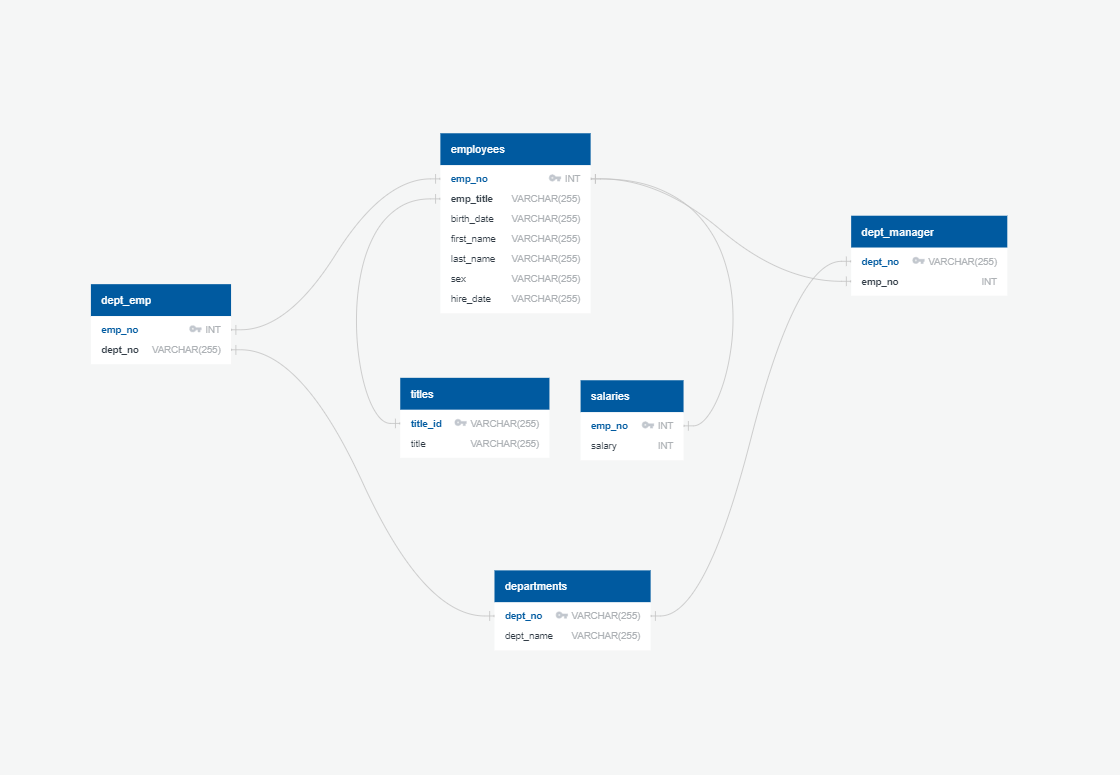 employees
emp_no INT
emp_title VARCHAR(255)
birth_date VARCHAR(255)
first_name VARCHAR(255)
last_name VARCHAR(255)
sex VARCHAR(255)
hire_date VARCHAR(255)
dept_manager
dept_no VARCHAR(255)
emp_no INT
dept_emp
emp_no INT
dept_no VARCHAR(255)
titles
title_id VARCHAR(255)
title VARCHAR(255)
salaries
emp_no INT
salary INT
departments
dept_no VARCHAR(255)
dept_name VARCHAR(255)